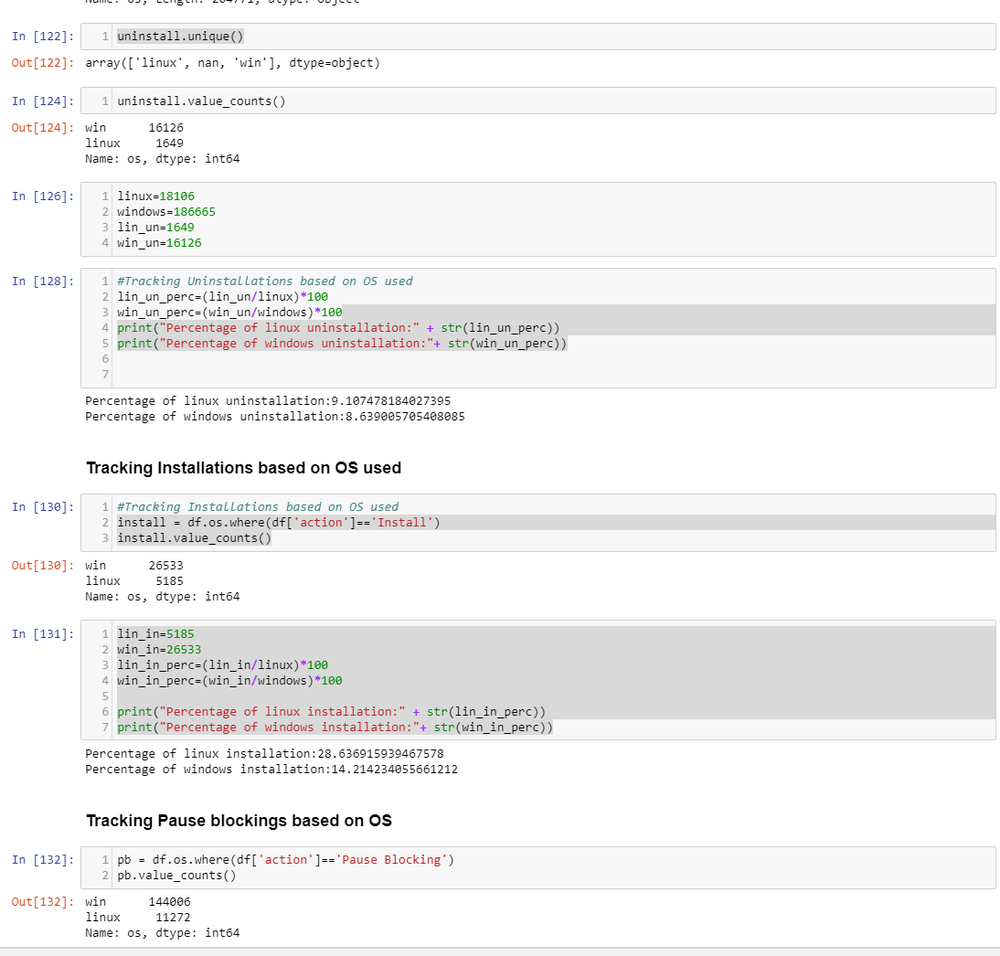 Name: os, Length: 204771, dtype: object
In [122]:
1 uninstall.unique()
Out[122]: array(['linux', nan, 'win'], dtype=object)
In [124]:
1 uninstall.value_counts()
Out[124]: win      16126
linux     1649
Name: os, dtype: int64
In [126]:
1 linux=18106
2 windows=186665
3 lin_un=1649
4 win_un=16126
In [128]:
1 #Tracking Uninstallations based on OS used
2 lin_un_perc=(lin_un/linux)*100
3 win_un_perc=(win_un/windows)*100
4 print("Percentage of linux uninstallation:" + str(lin_un_perc))
5 print("Percentage of windows uninstallation:"+ str(win_un_perc))
6
7
Percentage of linux uninstallation:9.107478184027395
Percentage of windows uninstallation:8.639005705408085
Tracking Installations based on OS used
In [130]:
1 #Tracking Installations based on OS used
2 install = df.os.where(df['action']=='Install')
3 install.value_counts()
Out[130]: win      26533
linux     5185
Name: os, dtype: int64
In [131]:
1 lin_in=5185
2 win_in=26533
3 lin_in_perc=(lin_in/linux)*100
4 win_in_perc=(win_in/windows)*100
5
6 print("Percentage of linux installation:" + str(lin_in_perc))
7 print("Percentage of windows installation:"+ str(win_in_perc))
Percentage of linux installation:28.636915939467578
Percentage of windows installation:14.214234055661212
Tracking Pause blockings based on OS
In [132]:
1 pb = df.os.where(df['action']=='Pause Blocking')
2 pb.value_counts()
Out[132]: win      144006
linux     11272
Name: os, dtype: int64